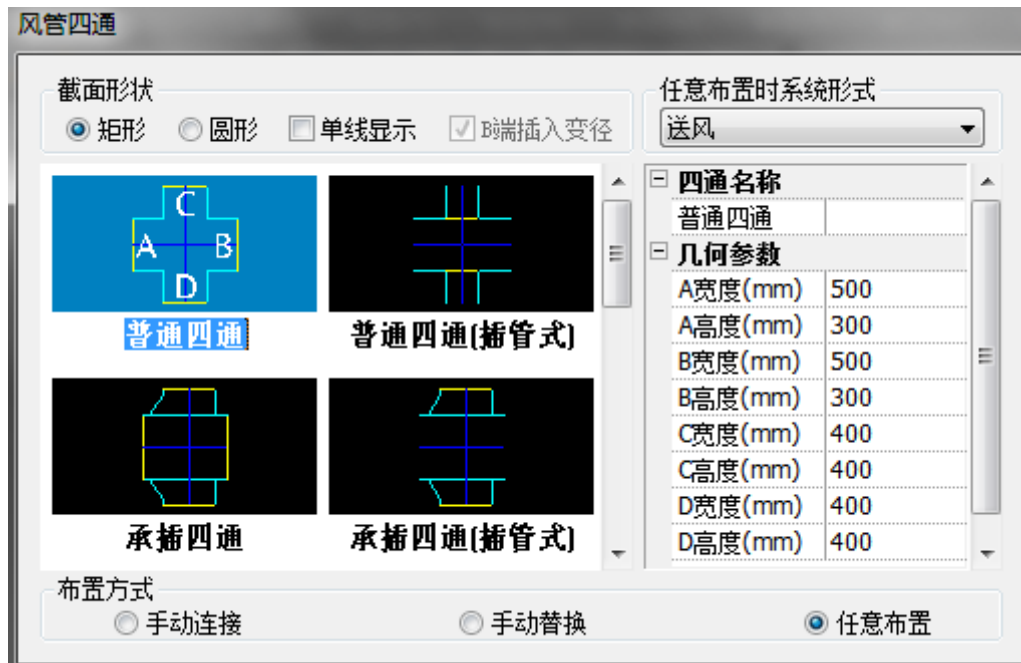 风管四通
截面形状
矩形 圆形 单线显示 B端插入变径
任意布置时系统形式
送风
C
A B
D
普通四通 普通四通(插管式)
承插四通 承插四通(插管式)
四通名称
普通四通
几何参数
A宽度(mm) 500
A高度(mm) 300
B宽度(mm) 500
B高度(mm) 300
C宽度(mm) 400
C高度(mm) 400
D宽度(mm) 400
D高度(mm) 400
布置方式
手动连接 手动替换 任意布置